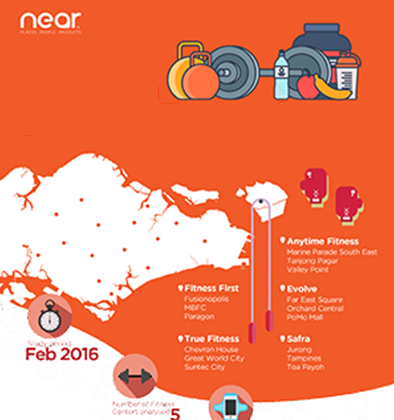 near
PLACES PEOPLE PRODUCTS
Anytime Fitness
Marine Parade South East
Tanjong Pagar
Valley Point
Fitness First
Fusionopolis
MBFC
Paragon
Evolve
Far East Square
Orchard Central
PoMo Mall
True Fitness
Chevron House
Great World City
Suntec City
Safra
Jurong
Tampines
Toa Payoh
Study period
Feb 2016
Number of Fitness
Centers analysed 5